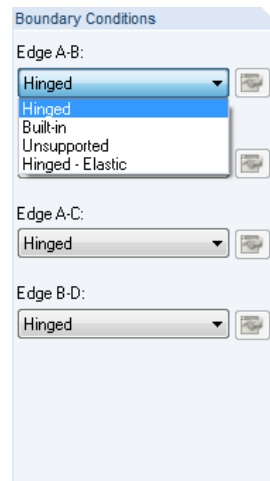 Boundary Conditions
Edge A-B:
Hinged
Hinged
Built-in
Unsupported
Hinged - Elastic
Edge A-C:
Hinged
Edge B-D:
Hinged